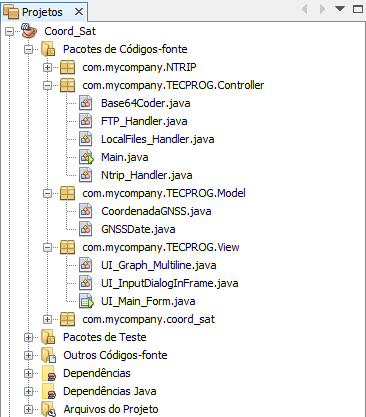 Projetos
Coord_Sat
Pacotes de Códigos-fonte
com.mycompany.NTRIP
com.mycompany.TECPROG.Controller
Base64Coder.java
FTP_Handler.java
LocalFiles_Handler.java
Main.java
Ntrip_Handler.java
com.mycompany.TECPROG.Model
CoordenadaGNSS.java
GNSSDate.java
com.mycompany.TECPROG.View
UI_Graph_Multiline.java
UI_InputDialogInFrame.java
UI_Main_Form.java
com.mycompany.coord_sat
Pacotes de Teste
Outros Códigos-fonte
Dependências
Dependências Java
Arquivos do Projeto